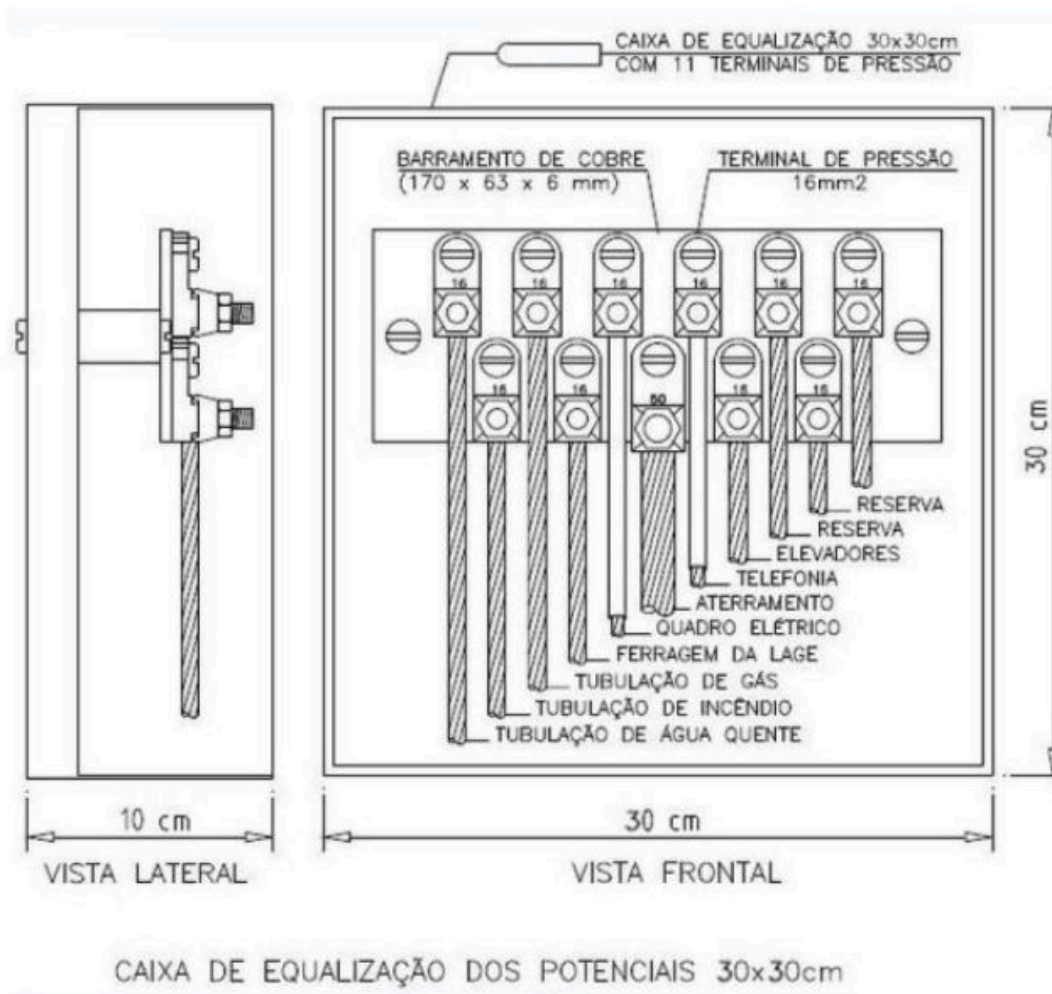 CAIXA DE EQUALIZAÇÃO 30x30cm
COM 11 TERMINAIS DE PRESSÃO
BARRAMENTO DE COBRE
(170 x 63 x 6 mm)
TERMINAL DE PRESSÃO
16mm2
16 16 16 16 16 16
16 16 50 16 16
30 cm
RESERVA
RESERVA
ELEVADORES
TELEFONIA
ATERRAMENTO
QUADRO ELÉTRICO
FERRAGEM DA LAGE
TUBULAÇÃO DE GÁS
TUBULAÇÃO DE INCÊNDIO
TUBULAÇÃO DE ÁGUA QUENTE
10 cm
30 cm
VISTA LATERAL
VISTA FRONTAL
CAIXA DE EQUALIZAÇÃO DOS POTENCIAIS 30x30cm